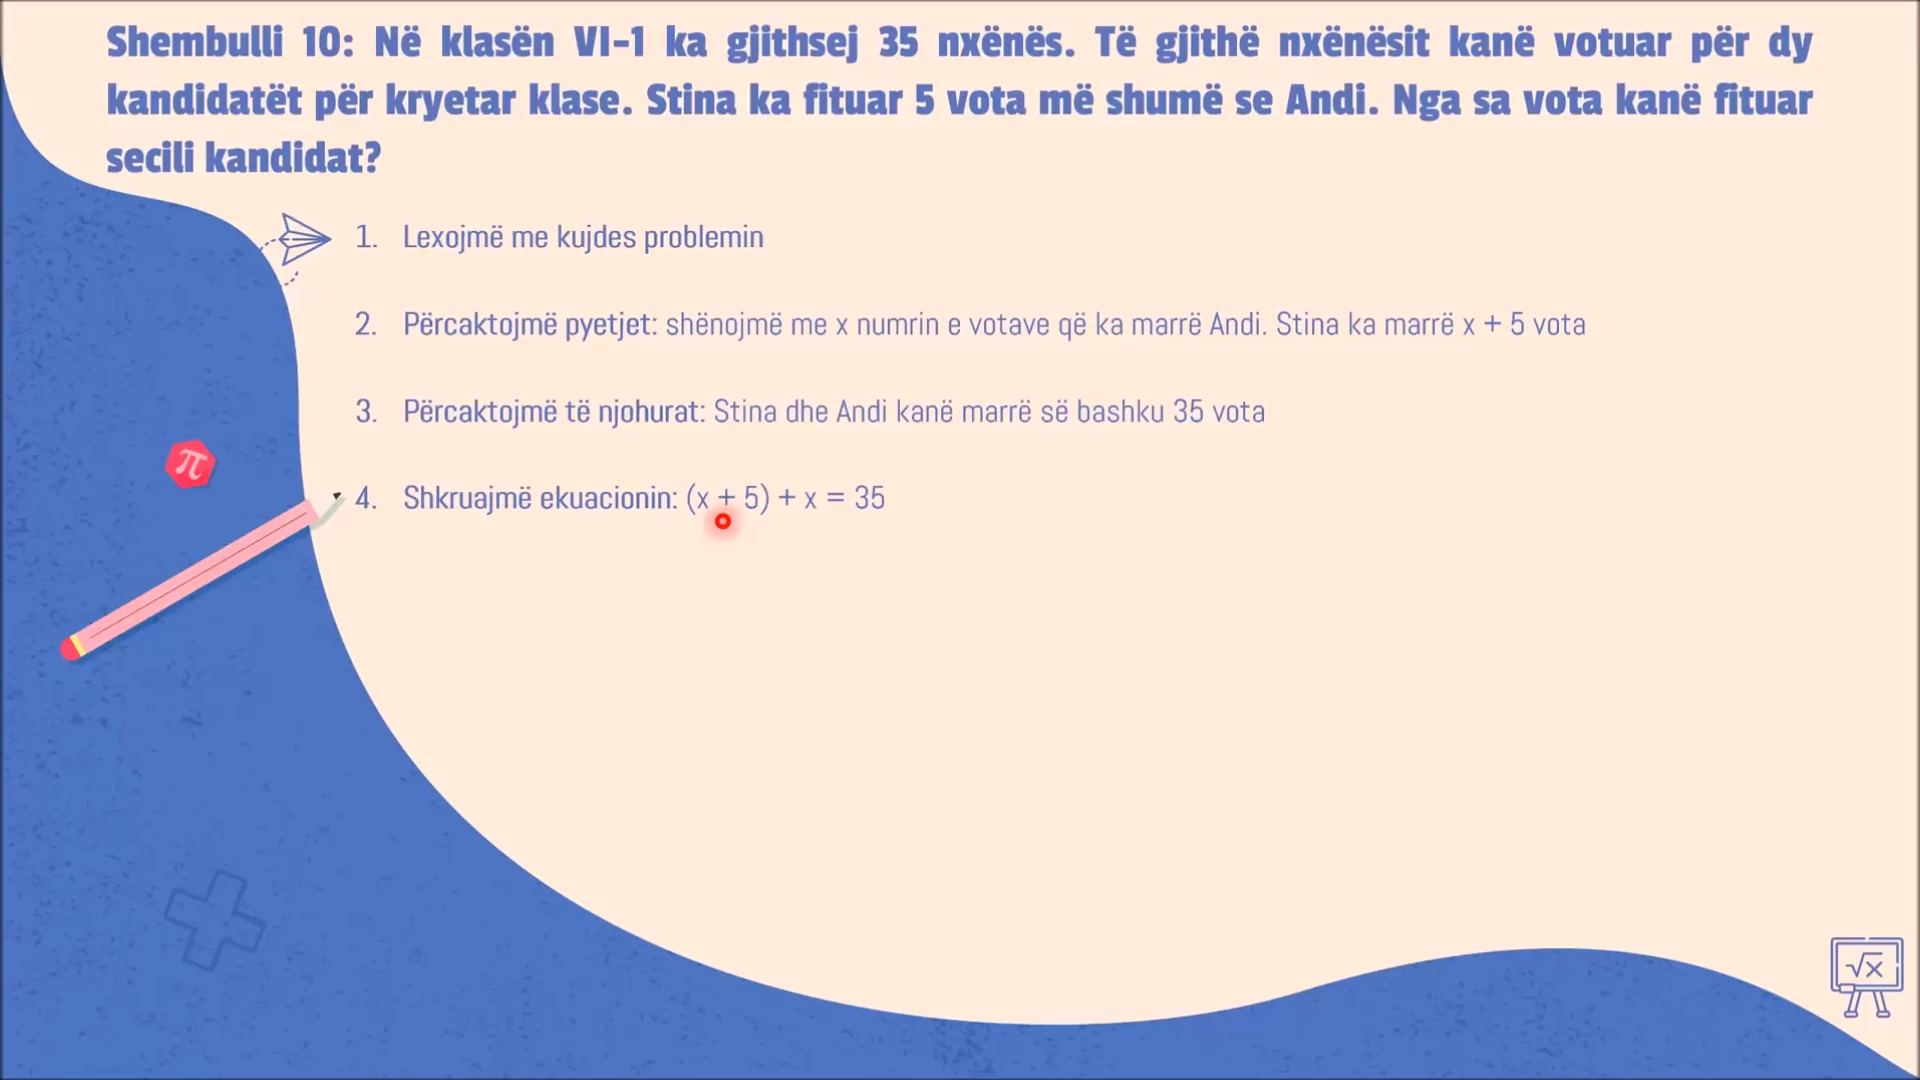 Shembulli 10: Në klasën VI-1 ka gjithsej 35 nxënës. Të gjithë nxënësit kanë votuar për dy
kandidatët për kryetar klase. Stina ka fituar 5 vota më shumë se Andi. Nga sa vota kanë fituar
secili kandidat?
1. Lexojmë me kujdes problemin
2. Përcaktojmë pyetjet: shënojmë me x numrin e votave që ka marrë Andi. Stina ka marrë x + 5 vota
3. Përcaktojmë të njohurat: Stina dhe Andi kanë marrë së bashku 35 vota
π
4. Shkruajmë ekuacionin: (x + 5) + x = 35
√x